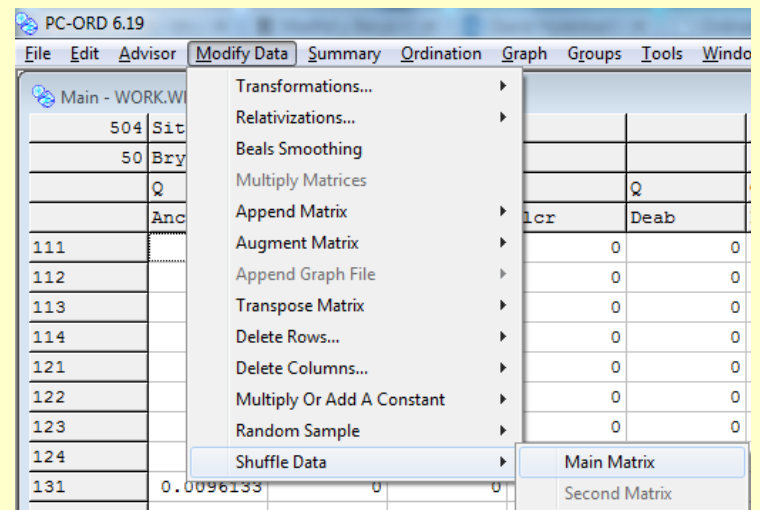 PC-ORD 6.19
File Edit Advisor Modify Data Summary Ordination Graph Groups Tools Windo
Main - WORK.WI
Transformations...
504 Sit
Relativizations...
50 Bry
Beals Smoothing
Q
Multiply Matrices
Q
Anc
Append Matrix
lcr
Deab
111
Augment Matrix
0 0
112
Append Graph File
0 0
113
Transpose Matrix
0 0
114
Delete Rows...
0 0
121
Delete Columns...
0 0
122
Multiply Or Add A Constant
0 0
123
Random Sample
0 0
124
Shuffle Data
Main Matrix
131 0.0096133 0 0
Second Matrix